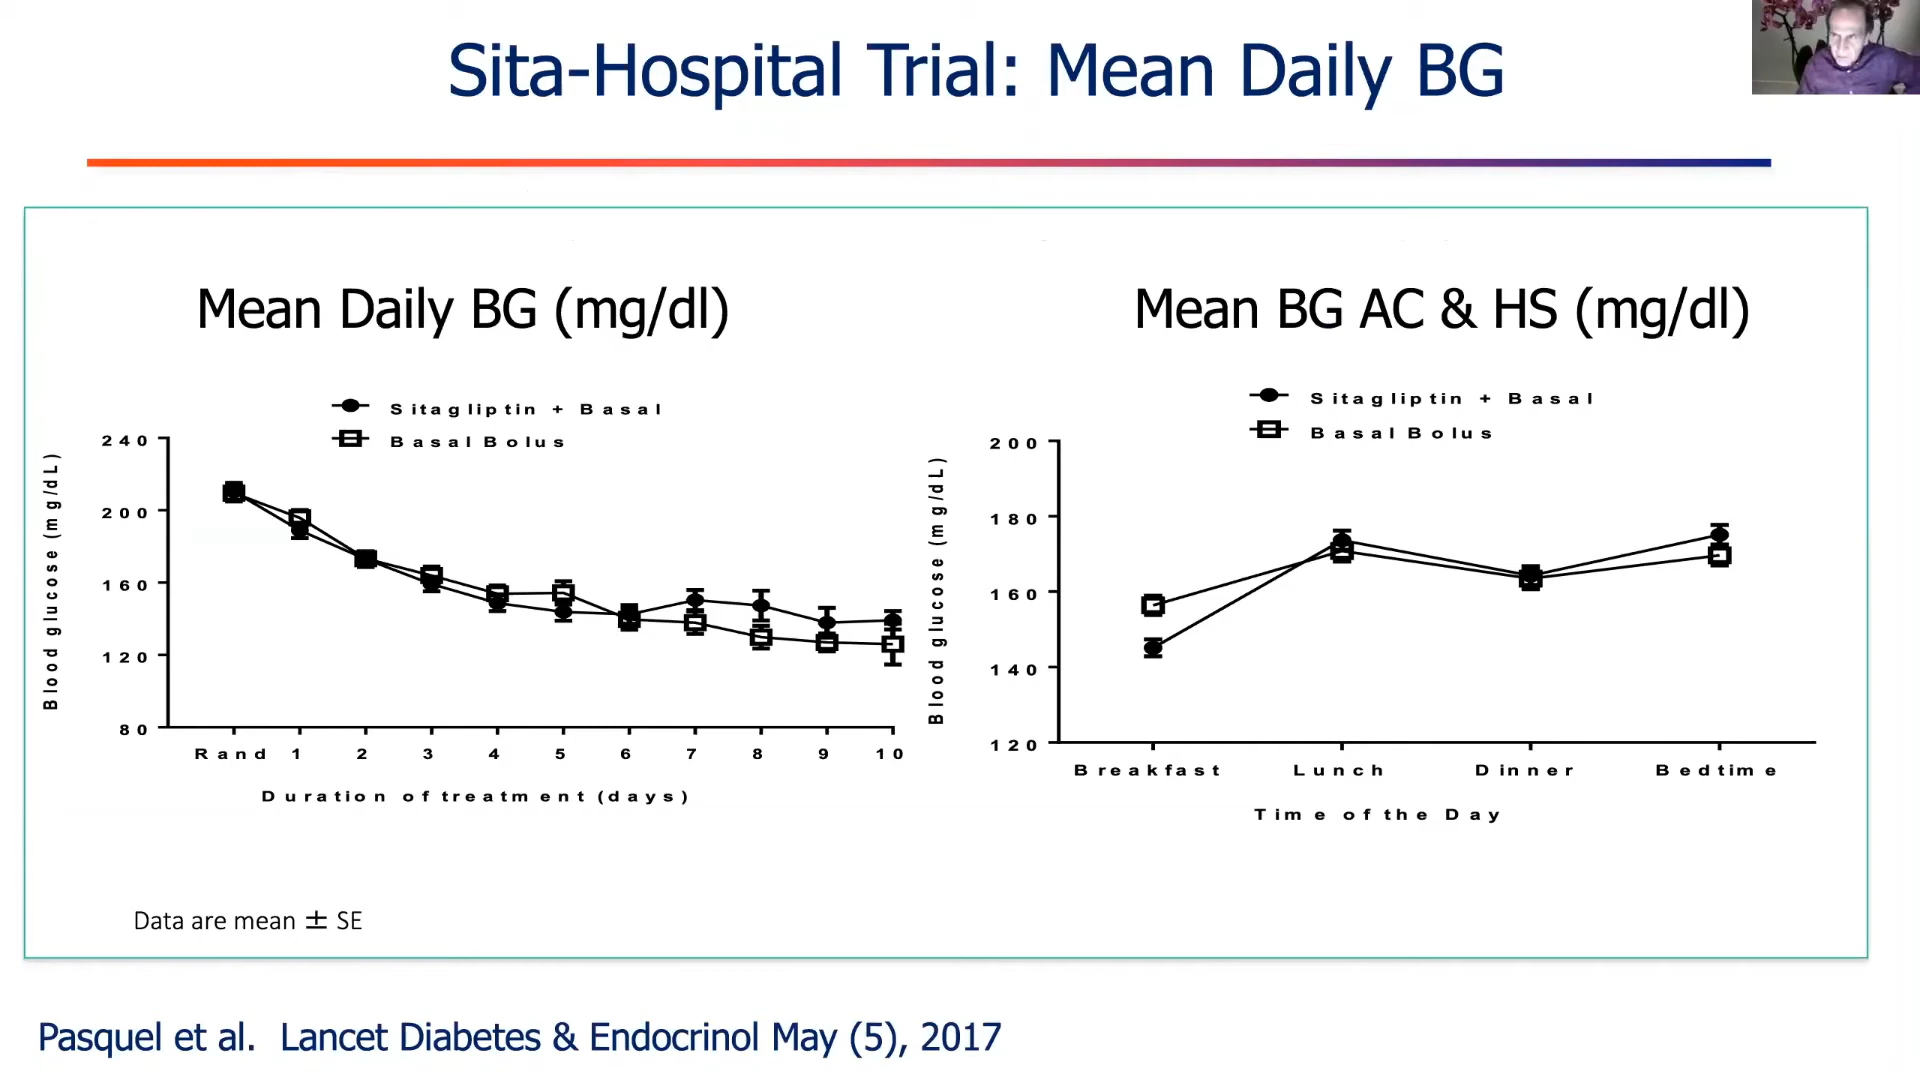 Sita-Hospital Trial: Mean Daily BG
Mean Daily BG (mg/dl)
Sitagliptin + Basal
Basal Bolus
Blood glucose (mg/dL)
240
200
160
120
80
Rand 1 2 3 4 5 6 7 8 9 10
Duration of treatment (days)
Mean BG AC & HS (mg/dl)
Sitagliptin + Basal
Basal Bolus
Blood glucose (mg/dL)
200
180
160
140
120
Breakfast Lunch Dinner Bedtime
Time of the Day
Data are mean ± SE
Pasquel et al. Lancet Diabetes & Endocrinol May (5), 2017